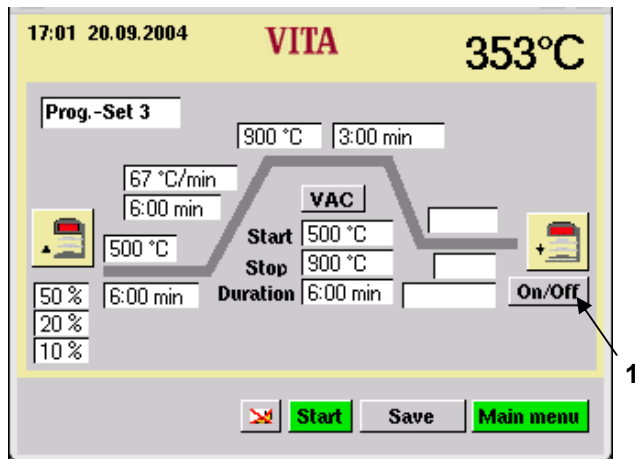 17:01 20.09.2004
VITA
353°C
Prog.-Set 3
900 °C
3:00 min
67 °C/min
6:00 min
VAC
500 °C
Start 500 °C
Stop 900 °C
50 %
6:00 min
Duration 6:00 min
On/Off
20 %
10 %
1
Start
Save
Main menu